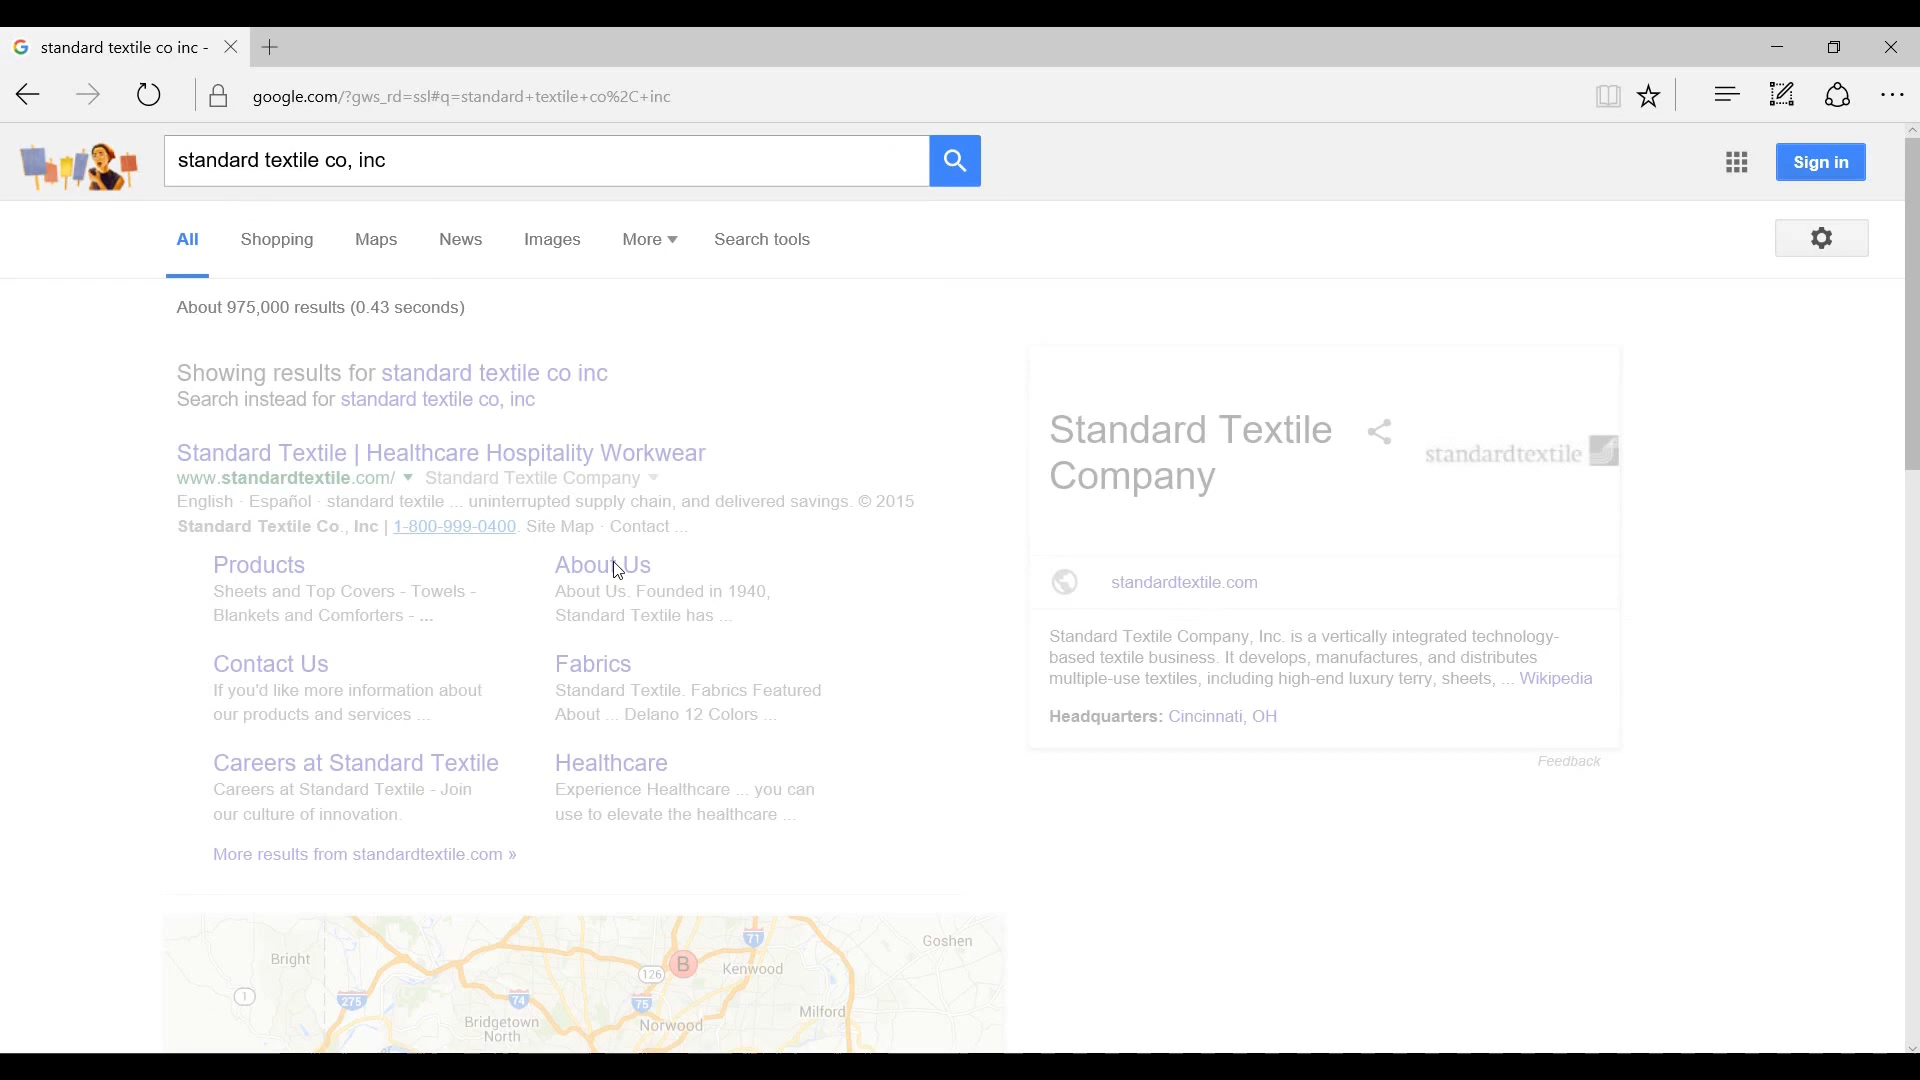 standard textile co inc -
google.com/?gws_rd=ssl#q=standard+textile+co%2C+inc
standard textile co, inc
Sign in
All Shopping Maps News Images More Search tools
About 975,000 results (0.43 seconds)
Showing results for standard textile co inc
Search instead for standard textile co, inc
Standard Textile | Healthcare Hospitality Workwear
www.standardtextile.com/ Standard Textile Company
English · Español · standard textile ... uninterrupted supply chain, and delivered savings. © 2015
Standard Textile Co., Inc | 1-800-999-0400. Site Map · Contact ...
Products
Sheets and Top Covers - Towels -
Blankets and Comforters - ...
About Us
About Us. Founded in 1940,
Standard Textile has ...
Contact Us
If you'd like more information about
our products and services ...
Fabrics
Standard Textile. Fabrics Featured
About ... Delano 12 Colors ...
Careers at Standard Textile
Careers at Standard Textile - Join
our culture of innovation.
Healthcare
Experience Healthcare ... you can
use to elevate the healthcare ...
More results from standardtextile.com »
Bright
Goshen
71
B
126
Kenwood
1
275
74
75
Milford
Bridgetown
North
Norwood
Standard Textile
Company
standardtextile
standardtextile.com
Standard Textile Company, Inc. is a vertically integrated technology-
based textile business. It develops, manufactures, and distributes
multiple-use textiles, including high-end luxury terry, sheets, ... Wikipedia
Headquarters: Cincinnati, OH
Feedback